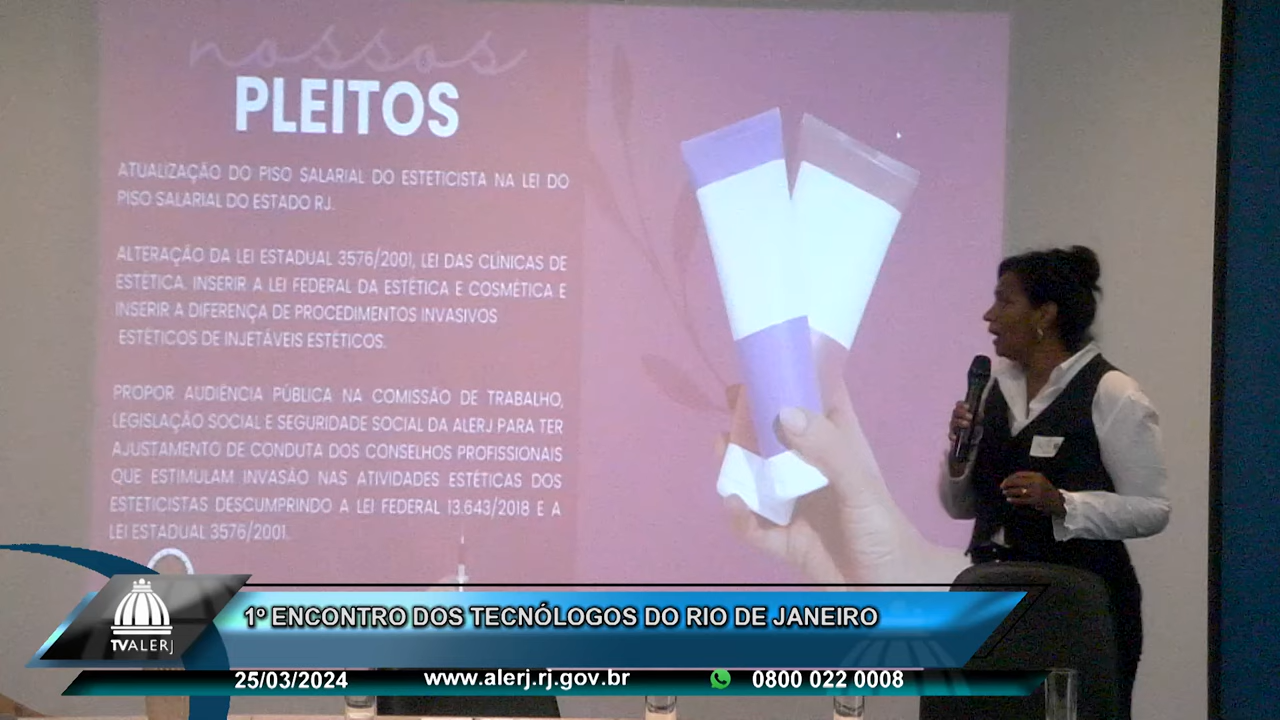 nossos
PLEITOS
ATUALIZAÇÃO DO PISO SALARIAL DO ESTETICISTA NA LEI DO
PISO SALARIAL DO ESTADO RJ.
ALTERAÇÃO DA LEI ESTADUAL 3576/2001, LEI DAS CLÍNICAS DE
ESTÉTICA. INSERIR A LEI FEDERAL DA ESTÉTICA E COSMÉTICA E
INSERIR A DIFERENÇA DE PROCEDIMENTOS INVASIVOS
ESTÉTICOS DE INJETÁVEIS ESTÉTICOS.
PROPOR AUDIÊNCIA PÚBLICA NA COMISSÃO DE TRABALHO,
LEGISLAÇÃO SOCIAL E SEGURIDADE SOCIAL DA ALERJ PARA TER
AJUSTAMENTO DE CONDUTA DOS CONSELHOS PROFISSIONAIS
QUE ESTIMULAM INVASÃO NAS ATIVIDADES ESTÉTICAS DOS
ESTETICISTAS DESCUMPRINDO A LEI FEDERAL 13.643/2018 E A
LEI ESTADUAL 3576/2001.
1º ENCONTRO DOS TECNÓLOGOS DO RIO DE JANEIRO
TVALERJ
25/03/2024 www.alerj.rj.gov.br 0800 022 0008